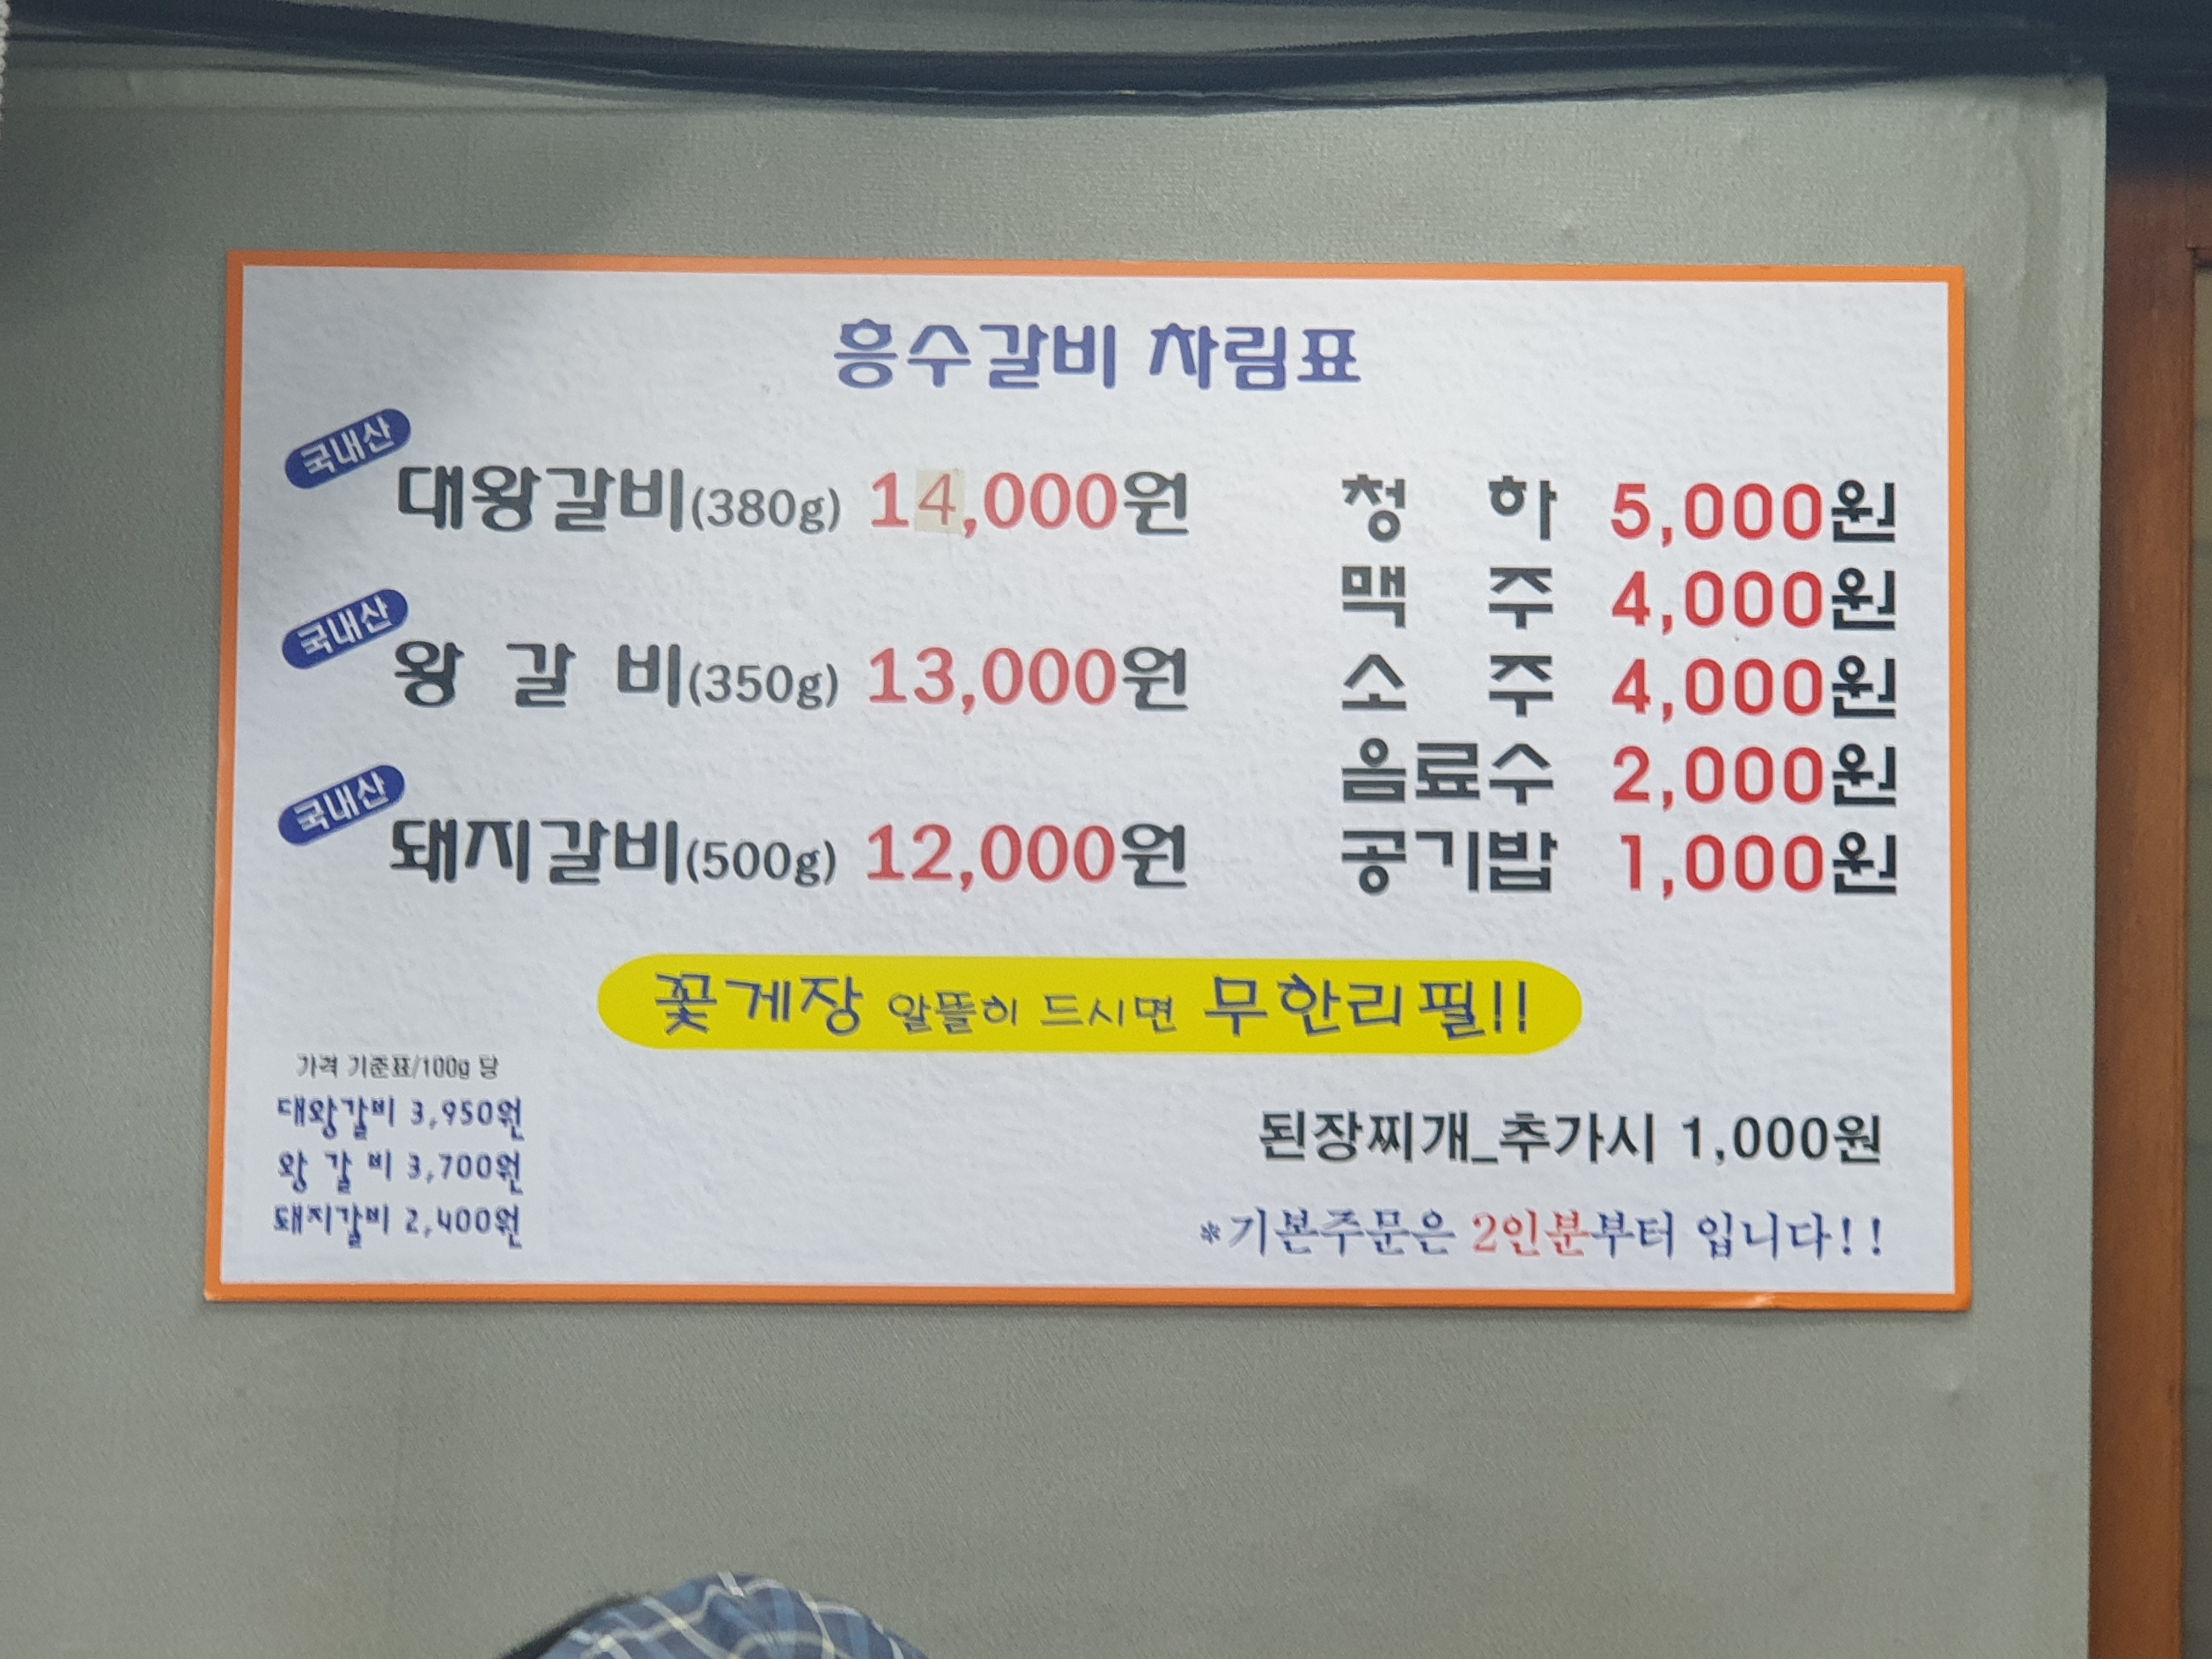 흥수갈비 차림표
국내산
대왕갈비(380g) 14,000원
국내산
왕 갈 비(350g) 13,000원
국내산
돼지갈비(500g) 12,000원
청 하 5,000원
맥 주 4,000원
소 주 4,000원
음료수 2,000원
공기밥 1,000원
꽃게장 알뜰히 드시면 무한리필!!
가격 기준표/100g 당
대왕갈비 3,950원
왕 갈 비 3,700원
돼지갈비 2,400원
된장찌개_추가시 1,000원
*기본주문은 2인분부터 입니다!!